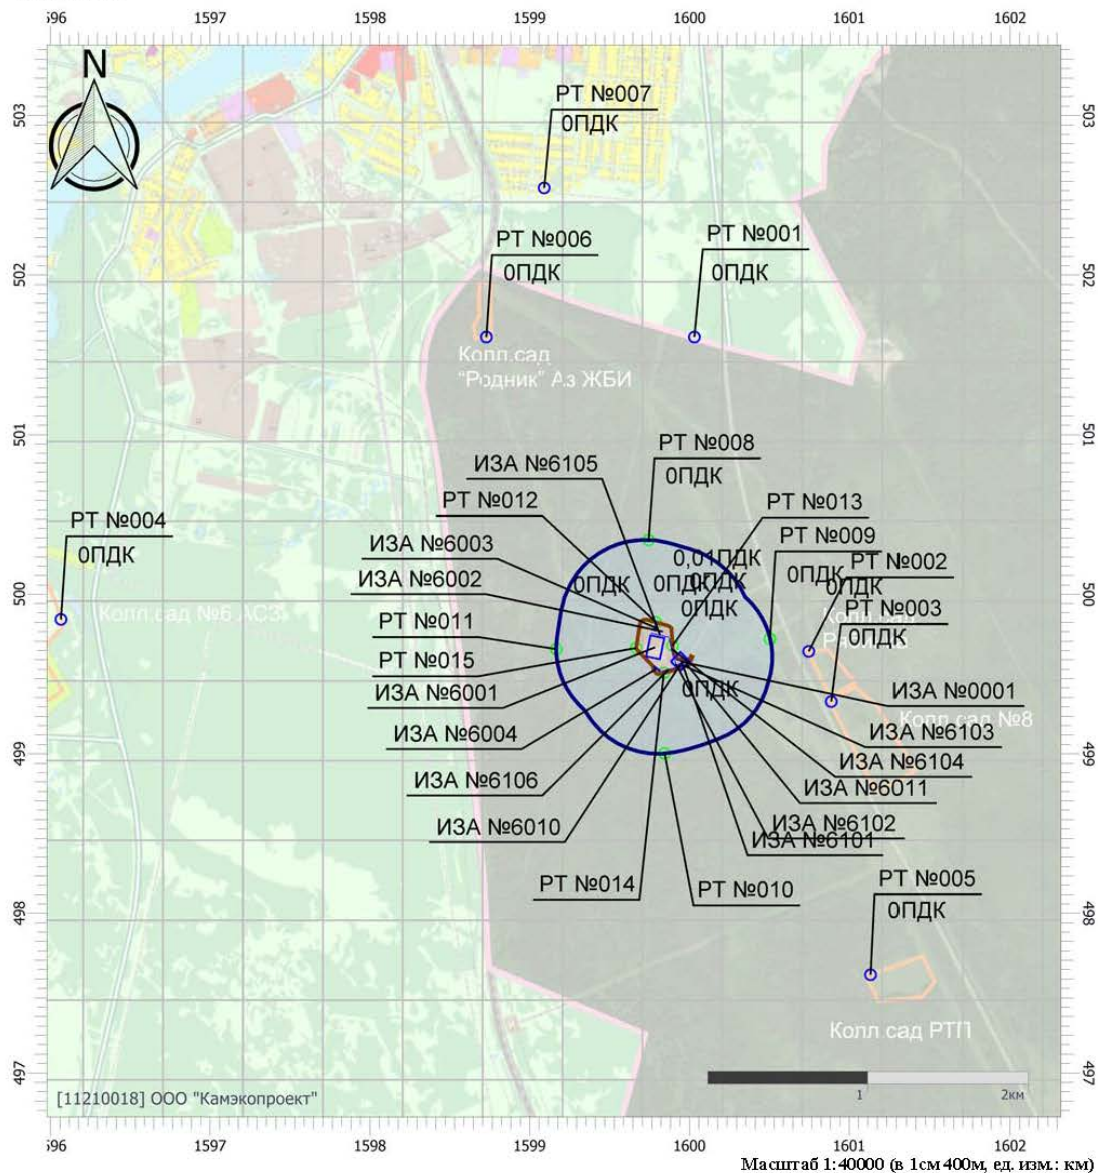 596 1597 1598 1599 1600 1601 1602
N
503
503
РТ №007
0ПДК
РТ №006
0ПДК
РТ №001
0ПДК
502
502
Колл.сад
"Родник" Аз ЖБИ
501
501
РТ №008
0ПДК
ИЗА №6105
РТ №012
РТ №013
РТ №004
0ПДК
ИЗА №6003
РТ №009
0,01ПДК
ИЗА №6002
0ПДК
0ПДК
0ПДК
0ПДК
РТ №002
0ПДК
500
500
Колл.сад №6 АСЗ
РТ №011
0ПДК
Колл.сад
РТ №003
0ПДК
РТ №015
ИЗА №6001
0ПДК
ИЗА №0001
Колл.сад №8
ИЗА №6004
ИЗА №6103
499
499
ИЗА №6104
ИЗА №6106
ИЗА №6011
ИЗА №6010
ИЗА №6102
ИЗА №6101
РТ №014
РТ №010
РТ №005
0ПДК
498
498
Колл.сад РТП
497
497
[11210018] ООО "Камэкопроект"
1 2км
596 1597 1598 1599 1600 1601 1602
Масштаб 1:40000 (в 1см 400м, ед. изм.: км)